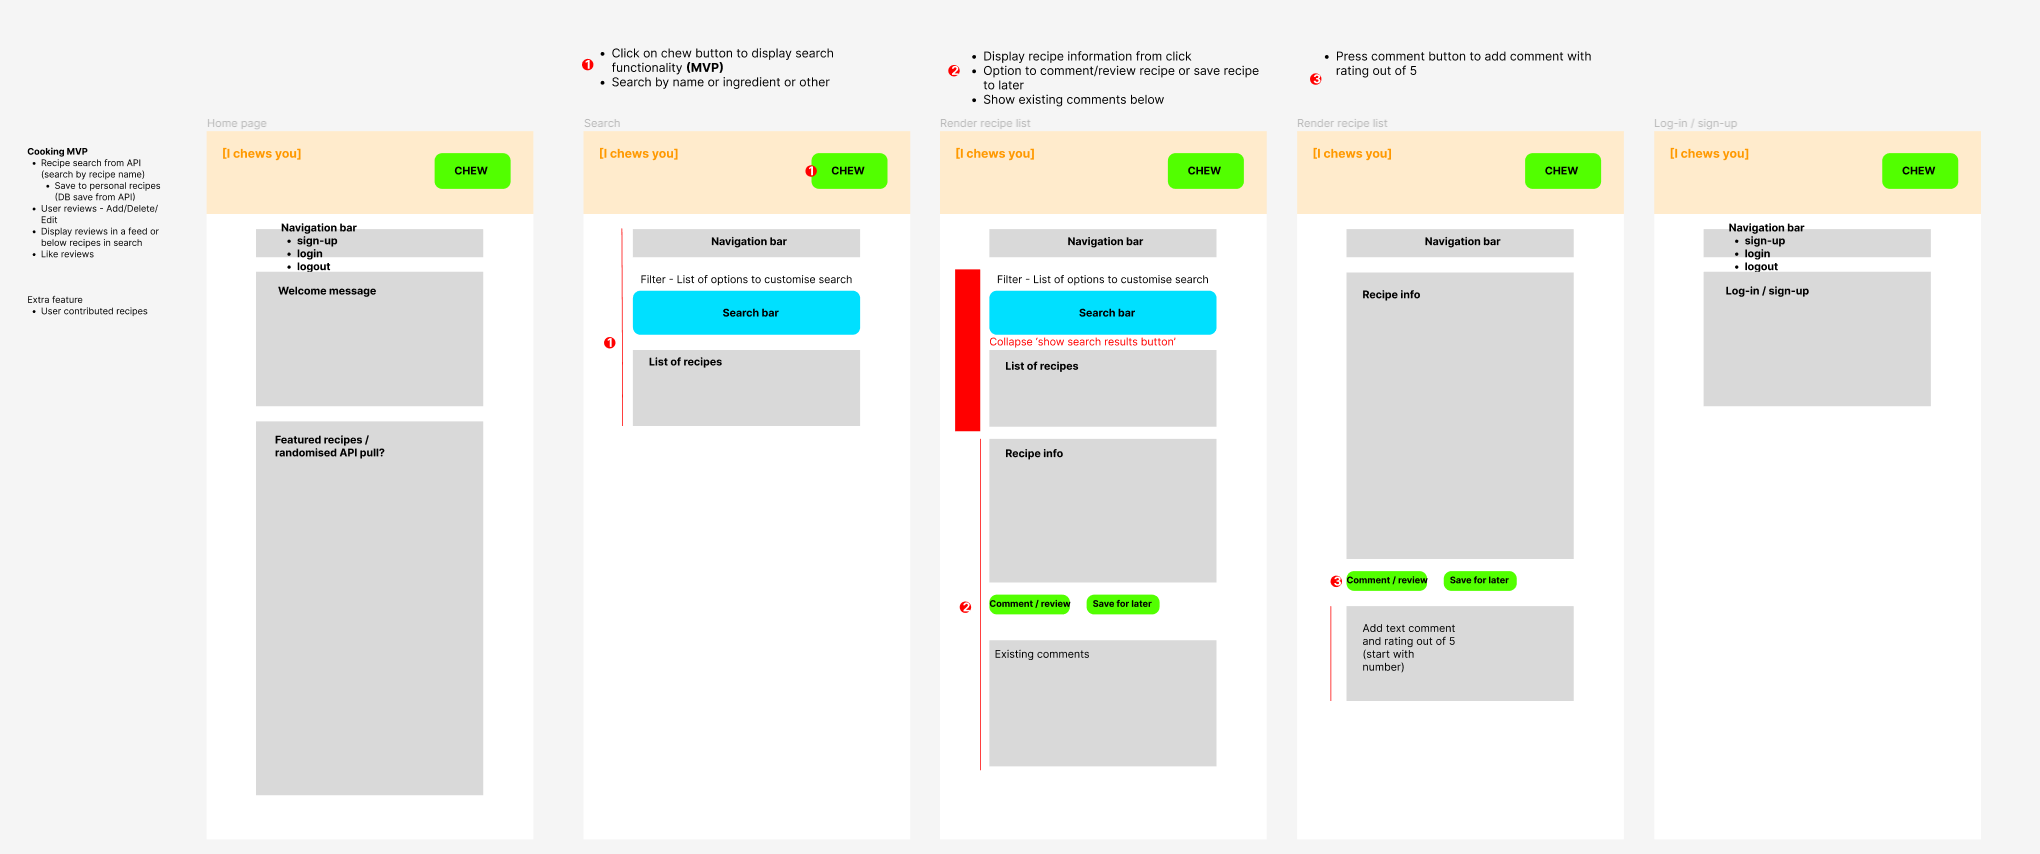 Cooking MVP
Recipe search from API
(search by recipe name)
Save to personal recipes
(DB save from API)
User reviews - Add/Delete/
Edit
Display reviews in a feed or
below recipes in search
Like reviews
Extra feature
User contributed recipes
Home page
[I chews you]
CHEW
Navigation bar
sign-up
login
logout
Welcome message
Featured recipes /
randomised API pull?
1
Click on chew button to display search
functionality (MVP)
Search by name or ingredient or other
Search
[I chews you]
1
CHEW
Navigation bar
Filter - List of options to customise search
Search bar
1
List of recipes
2
Display recipe information from click
Option to comment/review recipe or save recipe
to later
Show existing comments below
Render recipe list
[I chews you]
CHEW
Navigation bar
Filter - List of options to customise search
Search bar
Collapse ‘show search results button’
List of recipes
Recipe info
2
Comment / review
Save for later
Existing comments
3
Press comment button to add comment with
rating out of 5
Render recipe list
[I chews you]
CHEW
Navigation bar
Recipe info
3
Comment / review
Save for later
Add text comment
and rating out of 5
(start with
number)
Log-in / sign-up
[I chews you]
CHEW
Navigation bar
sign-up
login
logout
Log-in / sign-up